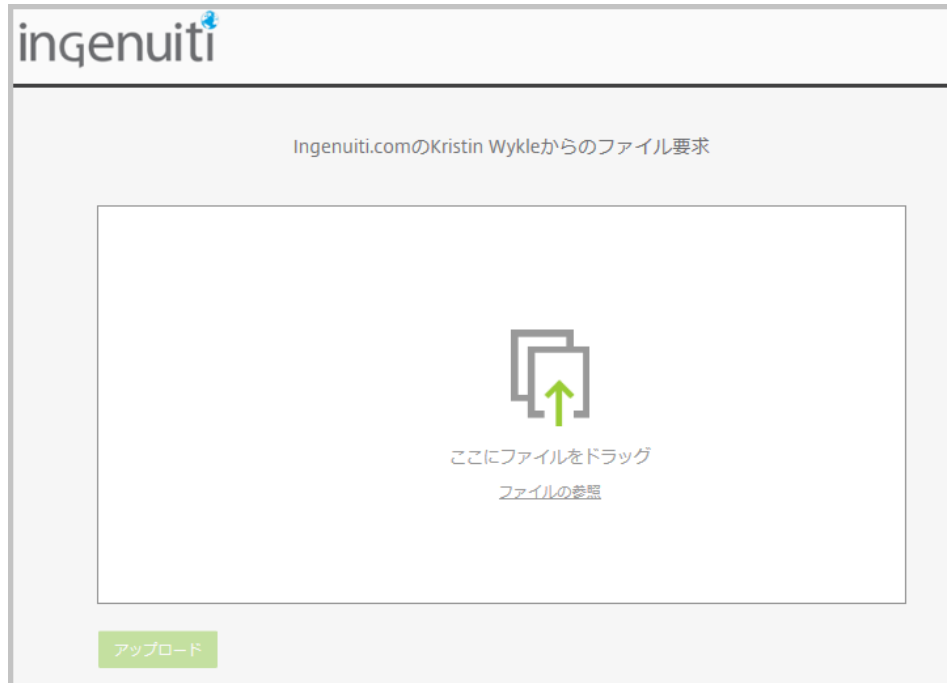 ingenuiti
Ingenuiti.comのKristin Wykleからのファイル要求
ここにファイルをドラッグ
ファイルの参照
アップロード